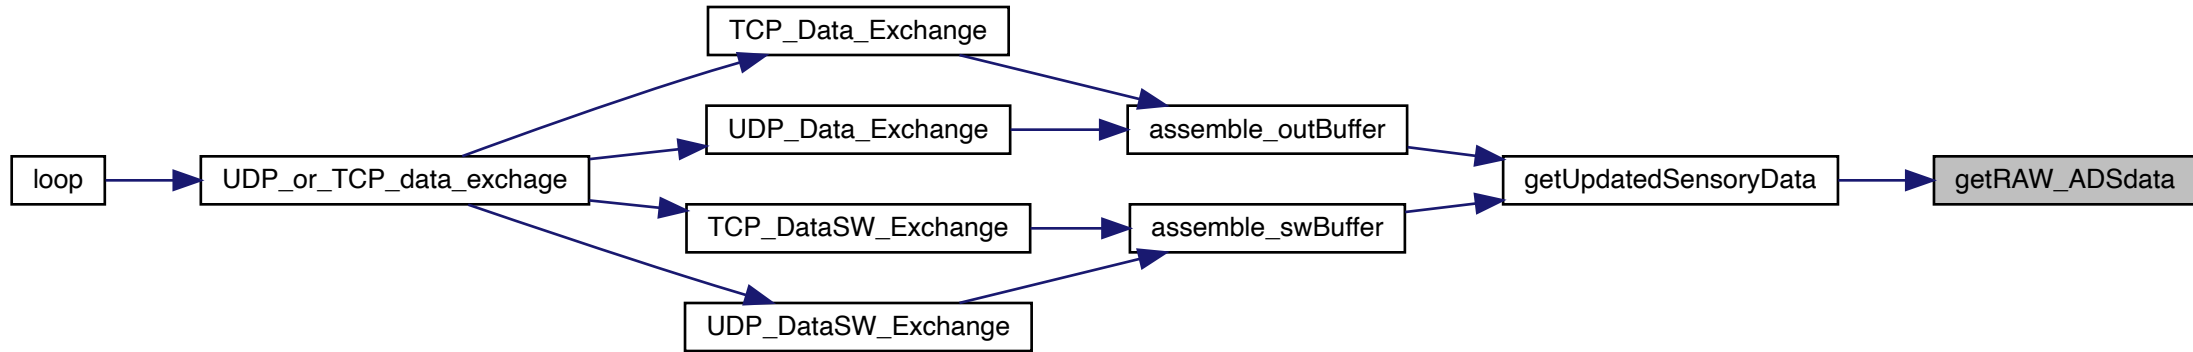 TCP_Data_Exchange
UDP_Data_Exchange
assemble_outBuffer
loop
UDP_or_TCP_data_exchage
getUpdatedSensoryData
getRAW_ADSdata
TCP_DataSW_Exchange
assemble_swBuffer
UDP_DataSW_Exchange